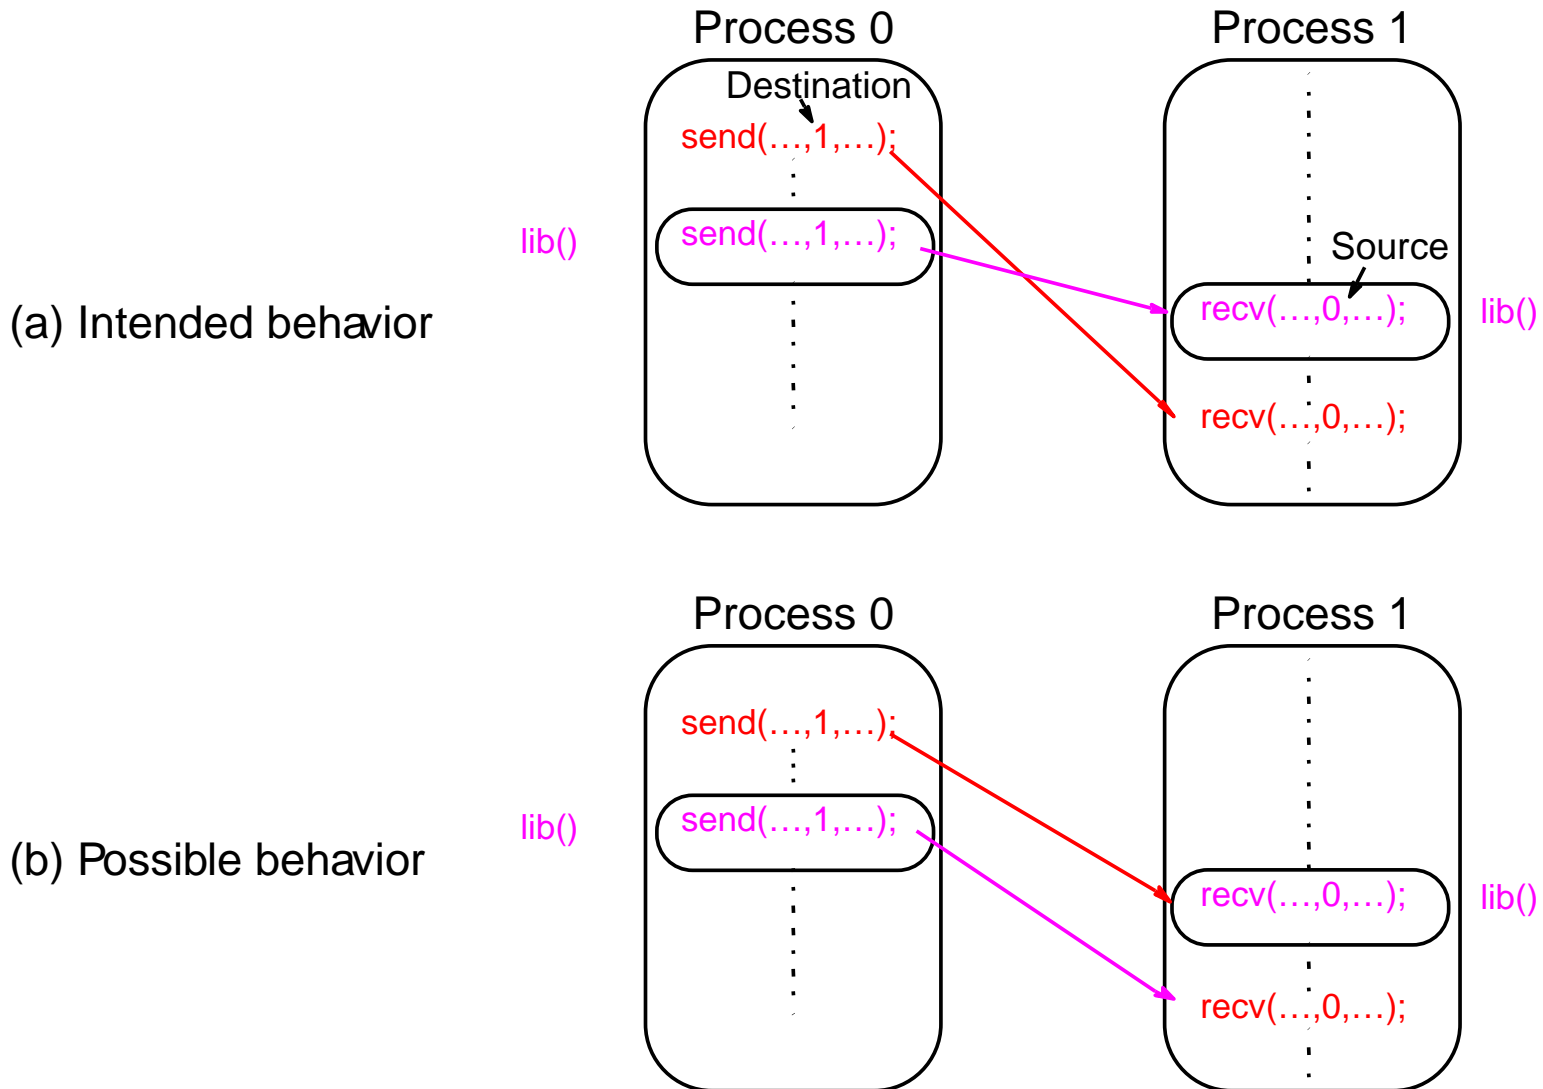 Process 0
Process 1
Destination
send(…,1,…);
lib()
send(…,1,…);
Source
(a) Intended behavior
recv(…,0,…);
lib()
recv(…,0,…);
Process 0
Process 1
send(…,1,…);
lib()
send(…,1,…);
(b) Possible behavior
recv(…,0,…);
lib()
recv(…,0,…);